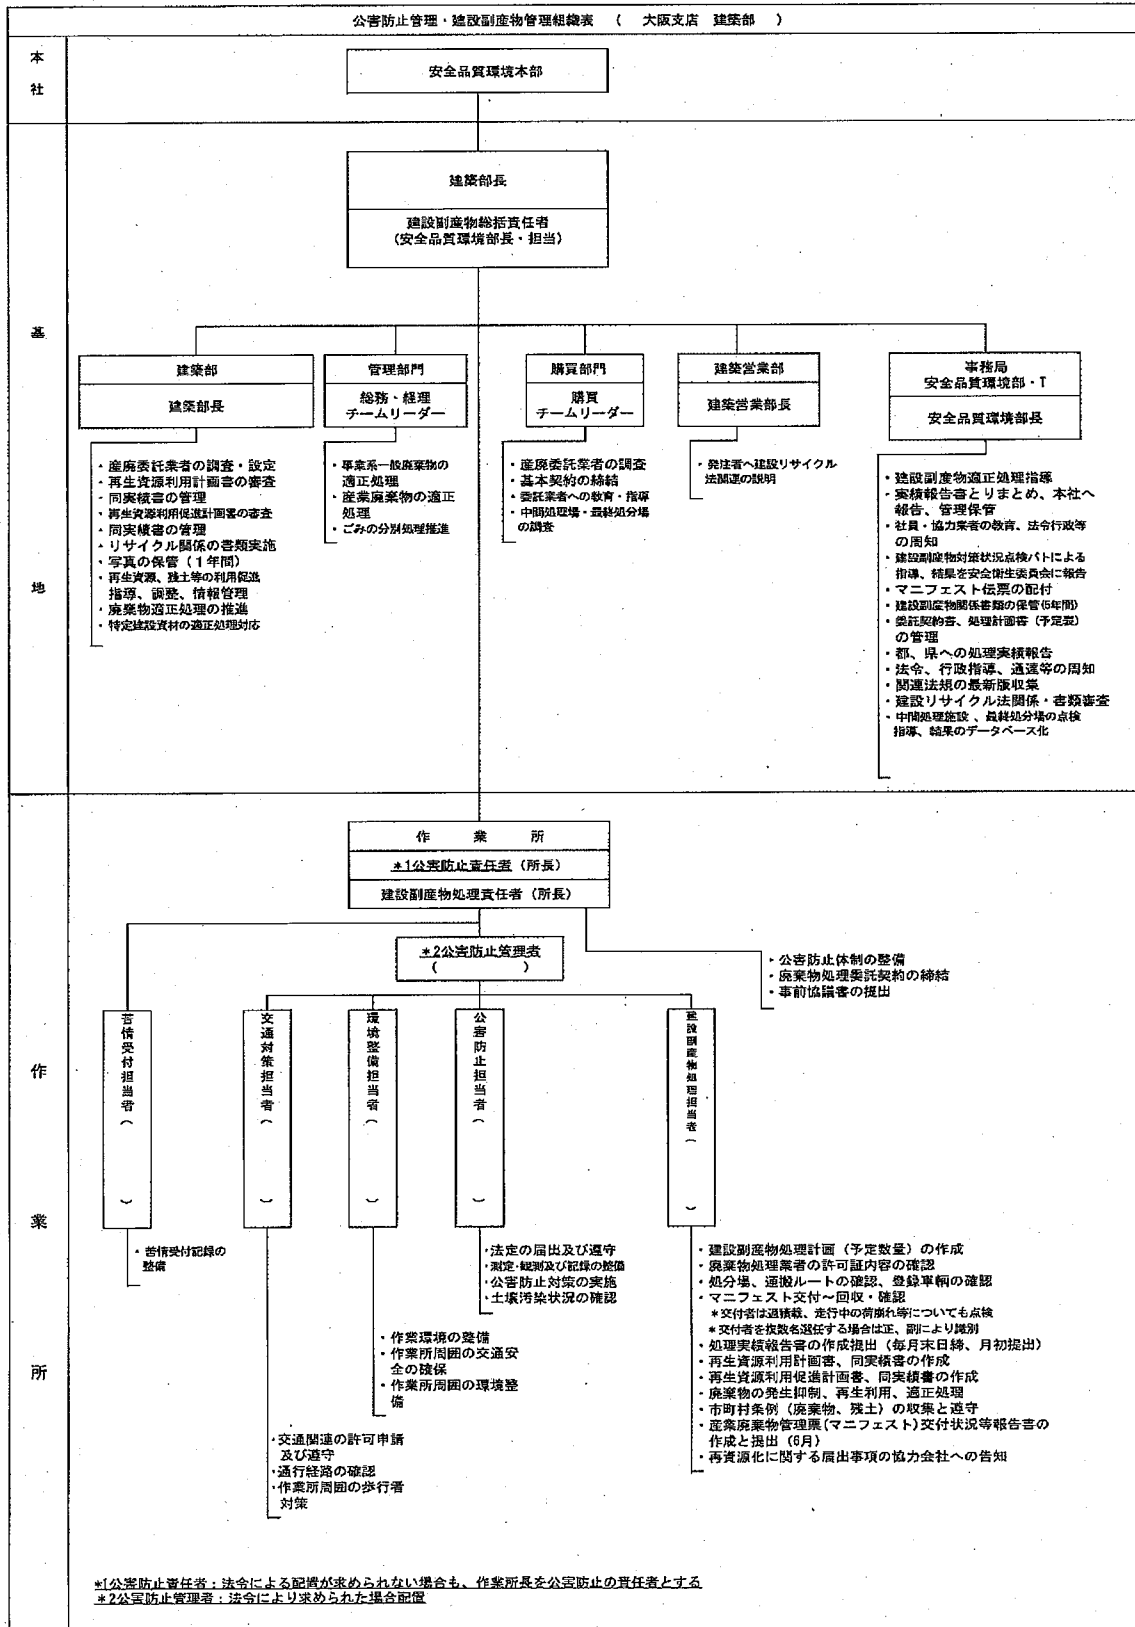 公害防止管理・建設副産物管理組織表　（　大阪支店　建築部　）
本
社
安全品質環境本部
基
地
建築部長
建設副産物総括責任者
(安全品質環境部長・担当)
建築部
建築部長
・産廃委託業者の調査・設定
・再生資源利用計画書の審査
・同実績書の管理
・再生資源利用促進計画書の審査
・同実績書の管理
・リサイクル関係の書類実施
・写真の保管（１年間）
・再生資源、残土等の利用促進
指導、調整、情報管理
・廃棄物適正処理の推進
・特定建設資材の適正処理対応
管理部門
総務・経理
チームリーダー
・事業系一般廃棄物の
適正処理
・産業廃棄物の適正
処理
・ごみの分別処理推進
購買部門
購買
チームリーダー
・産廃委託業者の調査
・基本契約の締結
・委託業者への教育・指導
・中間処理場・最終処分場
の調査
建築営業部
建築営業部長
・発注者へ建設リサイクル
法関連の説明
事務局
安全品質環境部・T
安全品質環境部長
・建設副産物適正処理指導
・実績報告書とりまとめ、本社へ
報告、管理保管
・社員・協力業者の教育、法令行政等
の周知
・建設副産物対策状況点検パトによる
指導、結果を安全衛生委員会に報告
・マニフェスト伝票の配付
・建設副産物関係書類の保管(5年間)
・委託契約書、処理計画書（予定表）
の管理
・都、県への処理実績報告
・法令、行政指導、通達等の周知
・関連法規の最新版収集
・建設リサイクル法関係・書類審査
・中間処理施設、最終処分場の点検
指導、結果のデータベース化
作
業
所
作　業　所
*1公害防止責任者（所長）
建設副産物処理責任者（所長）
*2公害防止管理者
(　　　　　　)
・公害防止体制の整備
・廃棄物処理委託契約の締結
・事前協議書の提出
苦情受付担当者（　　　）
・苦情受付記録の
整備
交通対策担当者（　　　）
・交通関連の許可申請
及び遵守
・通行経路の確認
・作業所周囲の歩行者
対策
環境整備担当者（　　　）
・作業環境の整備
・作業所周囲の交通安
全の確保
・作業所周囲の環境整
備
公害防止担当者（　　　）
・法定の届出及び遵守
・測定・観測及び記録の整備
・公害防止対策の実施
・土壌汚染状況の確認
建設副産物処理担当者（　　　）
・建設副産物処理計画（予定数量）の作成
・廃棄物処理業者の許可証内容の確認
・処分場、運搬ルートの確認、登録車輌の確認
・マニフェスト交付～回収・確認
＊交付者は過積載、走行中の荷崩れ等についても点検
＊交付者を複数名選任する場合は正、副により識別
・処理実績報告書の作成提出（毎月末日締、月初提出）
・再生資源利用計画書、同実績書の作成
・再生資源利用促進計画書、同実績書の作成
・廃棄物の発生抑制、再生利用、適正処理
・市町村条例（廃棄物、残土）の収集と遵守
・産業廃棄物管理票(マニフェスト)交付状況等報告書の
作成と提出（6月）
・再資源化に関する届出事項の協力会社への告知
*1公害防止責任者：法令による配置が求められない場合も、作業所長を公害防止の責任者とする
*2公害防止管理者：法令により求められた場合配置